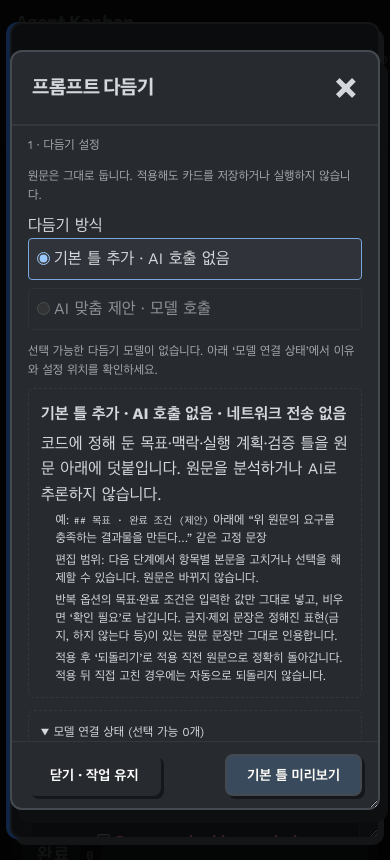 Agent Kanban
프롬프트 다듬기
1 · 다듬기 설정
원문은 그대로 둡니다. 적용해도 카드를 저장하거나 실행하지 않습니
다.
다듬기 방식
기본 틀 추가 · AI 호출 없음
AI 맞춤 제안 · 모델 호출
선택 가능한 다듬기 모델이 없습니다. 아래 ‘모델 연결 상태’에서 이유
와 설정 위치를 확인하세요.
기본 틀 추가 · AI 호출 없음 · 네트워크 전송 없음
코드에 정해 둔 목표·맥락·실행 계획·검증 틀을 원
문 아래에 덧붙입니다. 원문을 분석하거나 AI로
추론하지 않습니다.
예: ## 목표 · 완료 조건 (제안) 아래에 “위 원문의 요구를
충족하는 결과물을 만든다…” 같은 고정 문장
편집 범위: 다음 단계에서 항목별 본문을 고치거나 선택을 해
제할 수 있습니다. 원문은 바뀌지 않습니다.
반복 옵션의 목표·완료 조건은 입력한 값만 그대로 넣고, 비우
면 ‘확인 필요’로 남깁니다. 금지·제외 문장은 정해진 표현(금
지, 하지 않는다 등)이 있는 원문 문장만 그대로 인용합니다.
적용 후 ‘되돌리기’로 적용 직전 원문으로 정확히 돌아갑니다.
적용 뒤 직접 고친 경우에는 자동으로 되돌리지 않습니다.
▼ 모델 연결 상태 (선택 가능 0개)
닫기 · 작업 유지
기본 틀 미리보기
완료 0